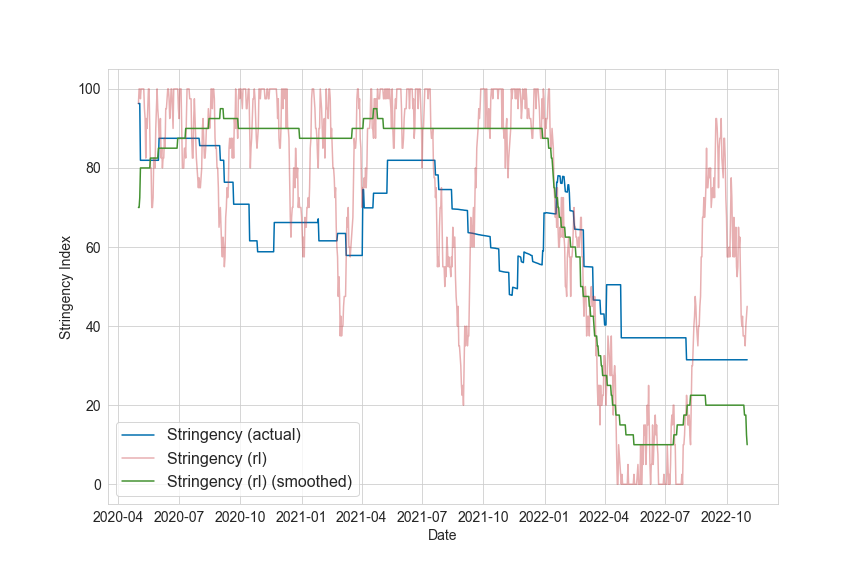 100
80
60
40
20
0
Stringency Index
Stringency (actual)
Stringency (rl)
Stringency (rl) (smoothed)
2020-04 2020-07 2020-10 2021-01 2021-04 2021-07 2021-10 2022-01 2022-04 2022-07 2022-10
Date